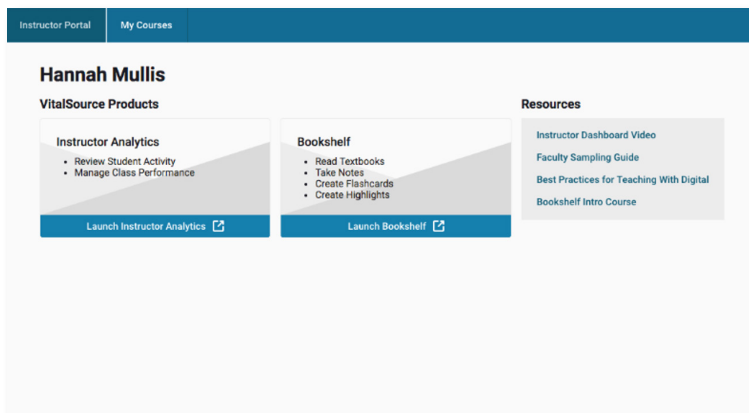 Instructor Portal
My Courses
Hannah Mullis
VitalSource Products
Instructor Analytics
• Review Student Activity
• Manage Class Performance
Launch Instructor Analytics
Bookshelf
• Read Textbooks
• Take Notes
• Create Flashcards
• Create Highlights
Launch Bookshelf
Resources
Instructor Dashboard Video
Faculty Sampling Guide
Best Practices for Teaching With Digital
Bookshelf Intro Course